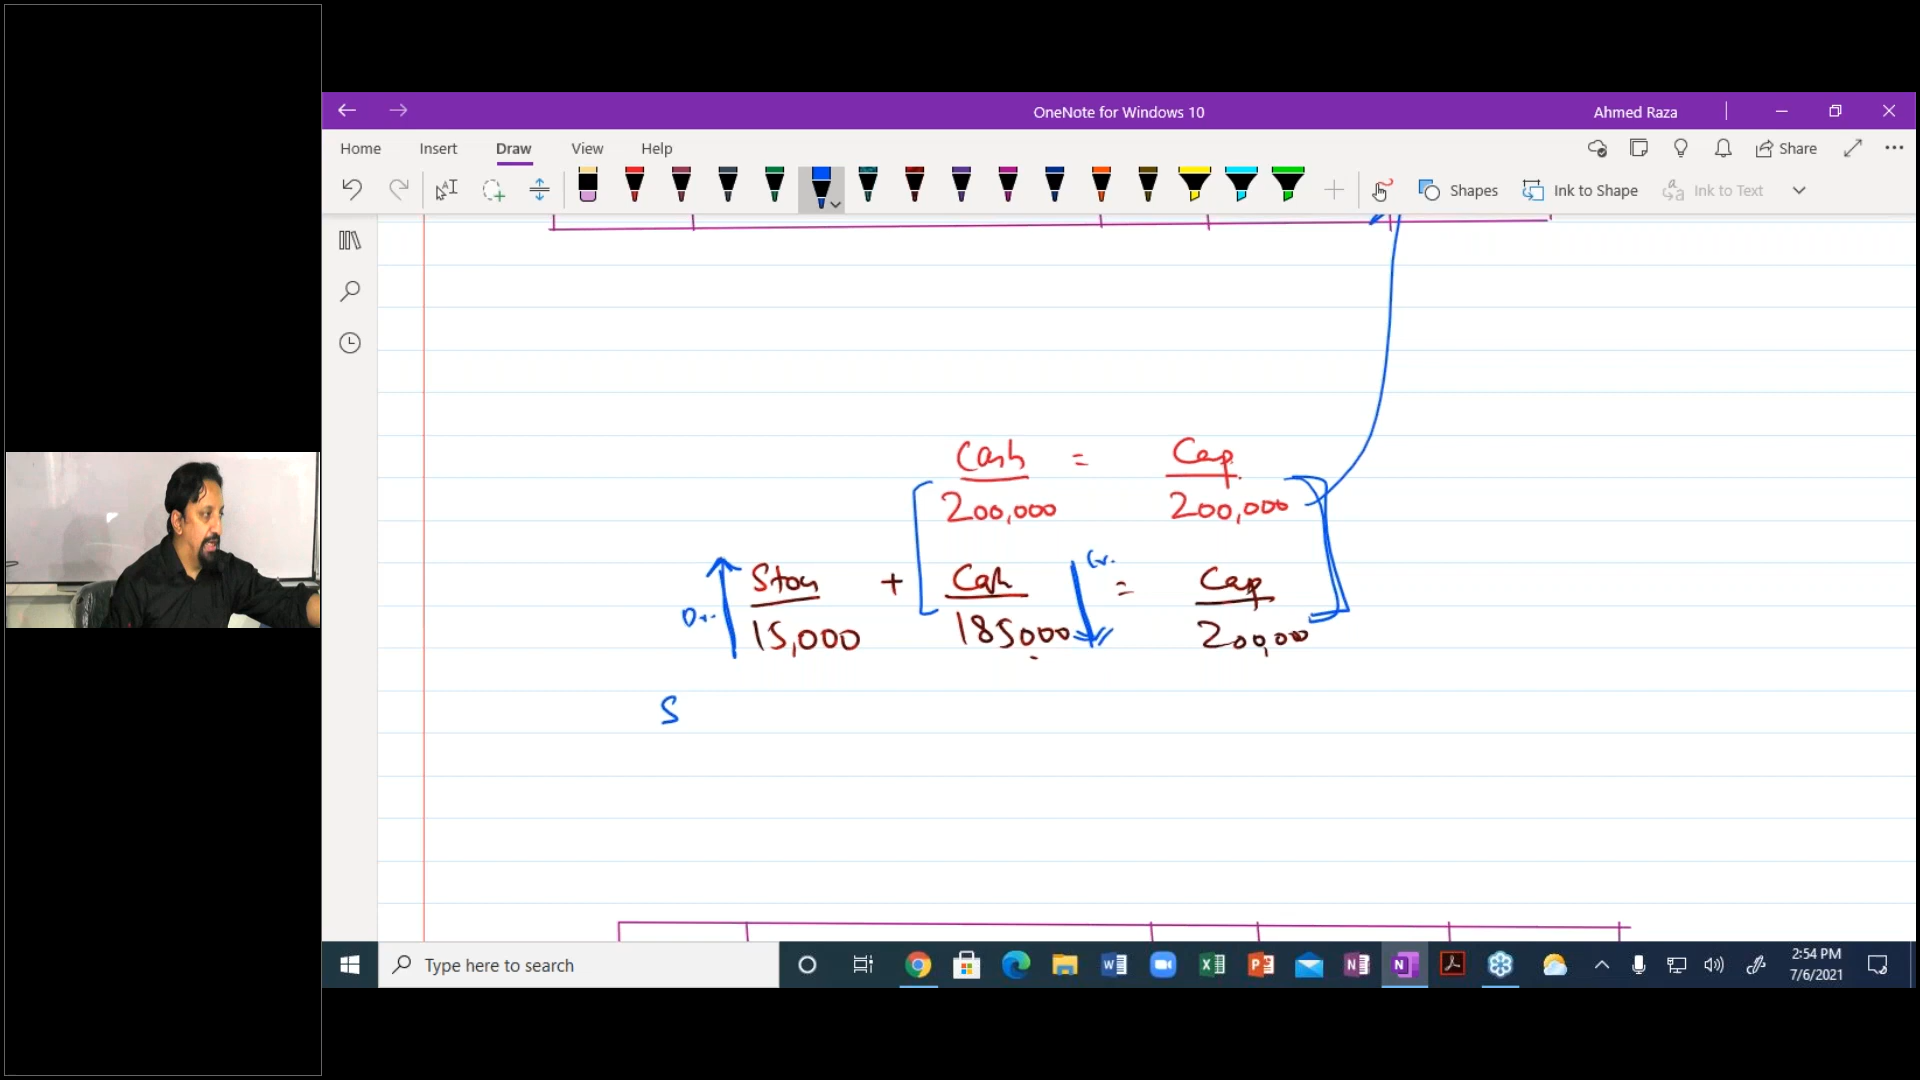 OneNote for Windows 10 Ahmed Raza
Home Insert Draw View Help Share
Shapes Ink to Shape Ink to Text
Cash = Cap.
200,000 200,000
Cr.
Stock + Cash = Cap
Dr. 15,000 185000 200,000
S
Type here to search
2:54 PM
7/6/2021